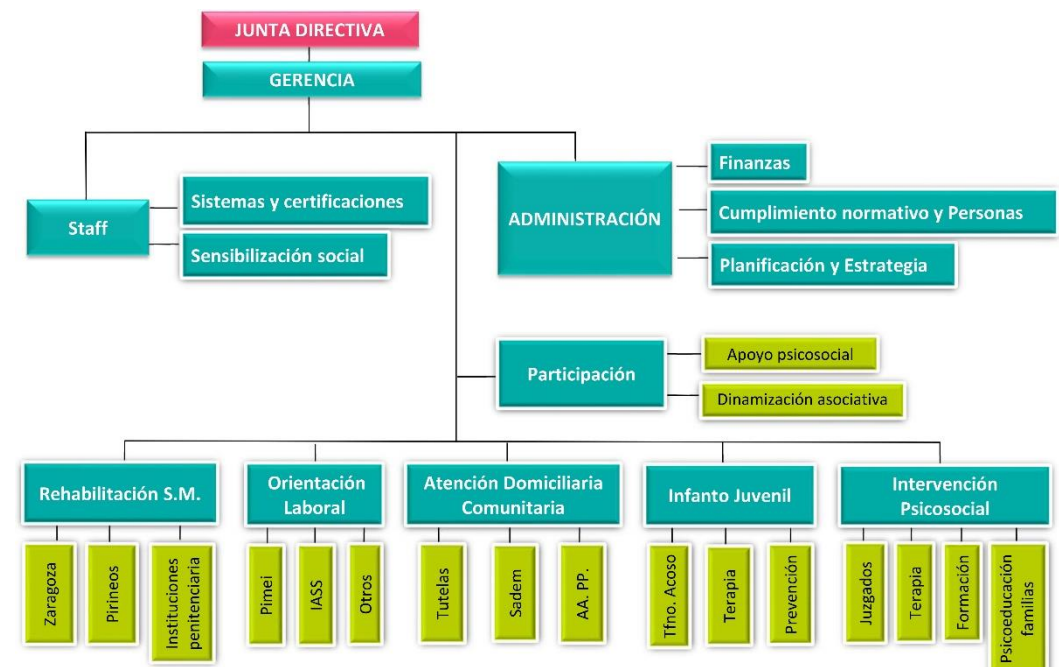 JUNTA DIRECTIVA
GERENCIA
Staff
Sistemas y certificaciones
Sensibilización social
ADMINISTRACIÓN
Finanzas
Cumplimiento normativo y Personas
Planificación y Estrategia
Participación
Apoyo psicosocial
Dinamización asociativa
Rehabilitación S.M.
Zaragoza
Pirineos
Instituciones
penitenciaria
Orientación
Laboral
Pimei
IASS
Otros
Atención Domiciliaria
Comunitaria
Tutelas
Sadem
AA. PP.
Infanto Juvenil
Tfno. Acoso
Terapia
Prevención
Intervención
Psicosocial
Juzgados
Terapia
Formación
Psicoeducación
familias